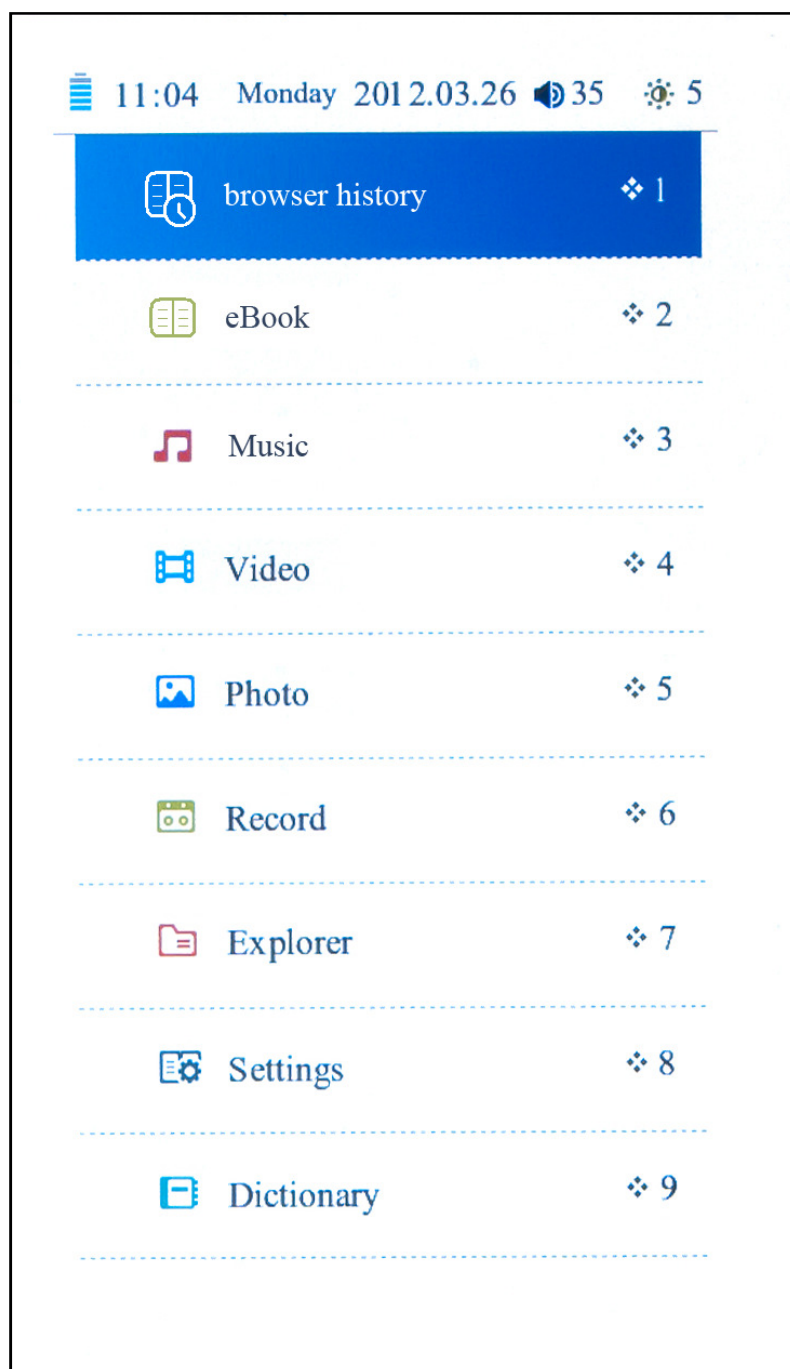 11:04 Monday 2012.03.26 35 5
browser history 1
eBook 2
Music 3
Video 4
Photo 5
Record 6
Explorer 7
Settings 8
Dictionary 9